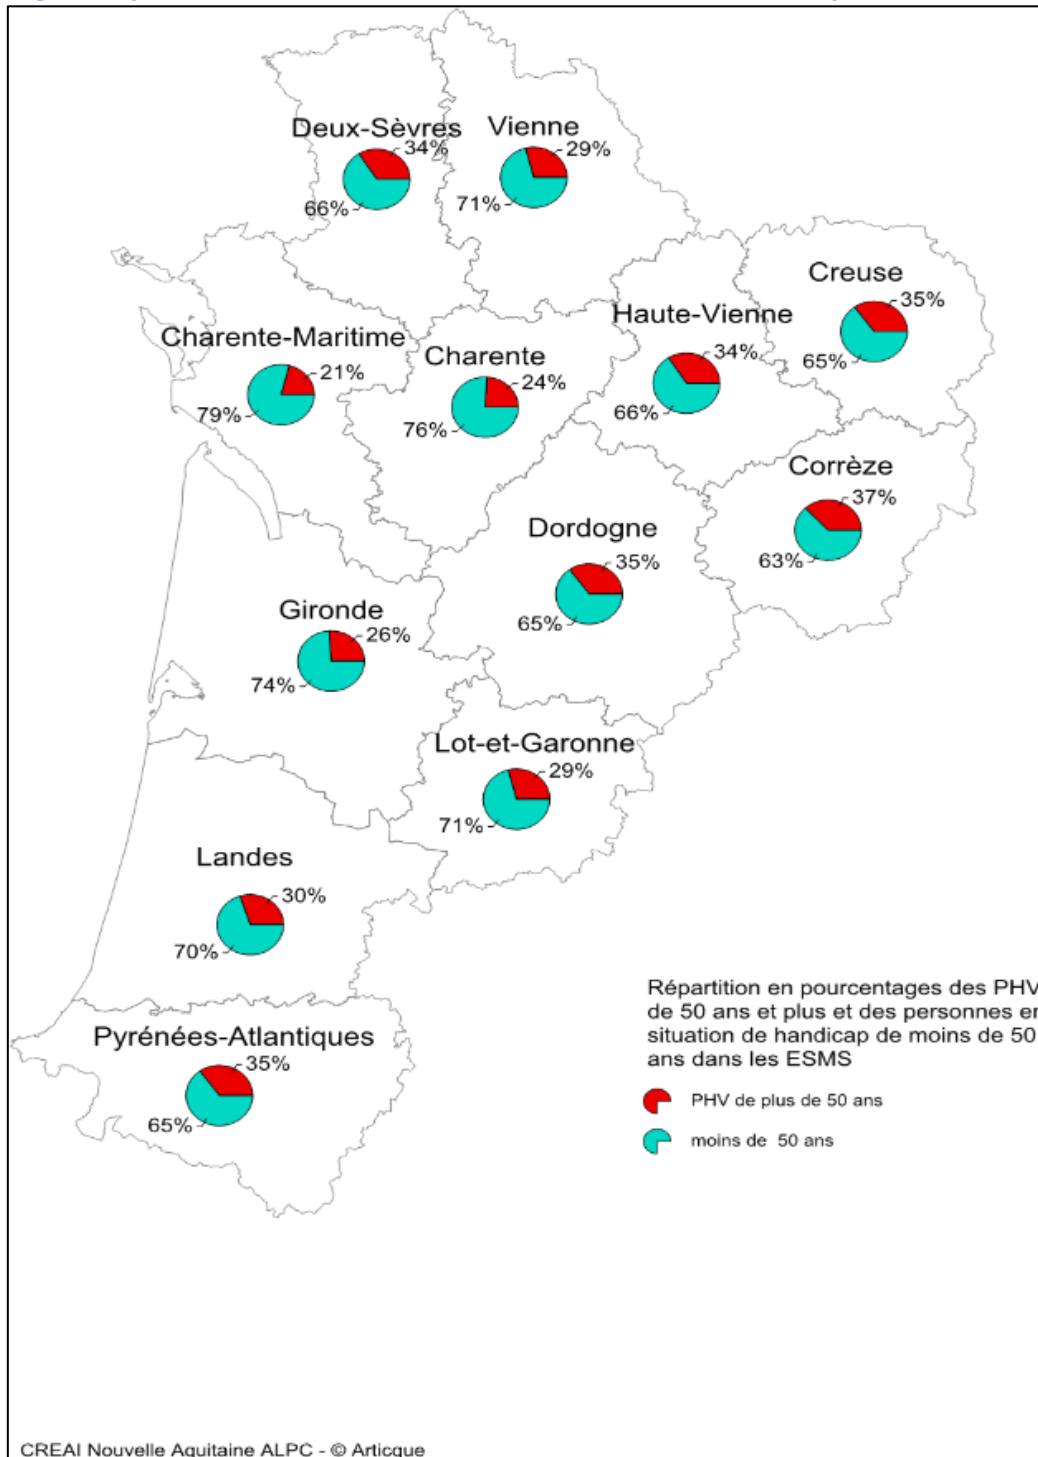 Deux-Sèvres
34%
66%
Vienne
29%
71%
Creuse
35%
65%
Haute-Vienne
34%
66%
Charente-Maritime
21%
79%
Charente
24%
76%
Corrèze
37%
63%
Dordogne
35%
65%
Gironde
26%
74%
Lot-et-Garonne
29%
71%
Landes
30%
70%
Pyrénées-Atlantiques
35%
65%
Répartition en pourcentages des PHV
de 50 ans et plus et des personnes en
situation de handicap de moins de 50
ans dans les ESMS
PHV de plus de 50 ans
moins de 50 ans
CREAI Nouvelle Aquitaine ALPC - © Articque